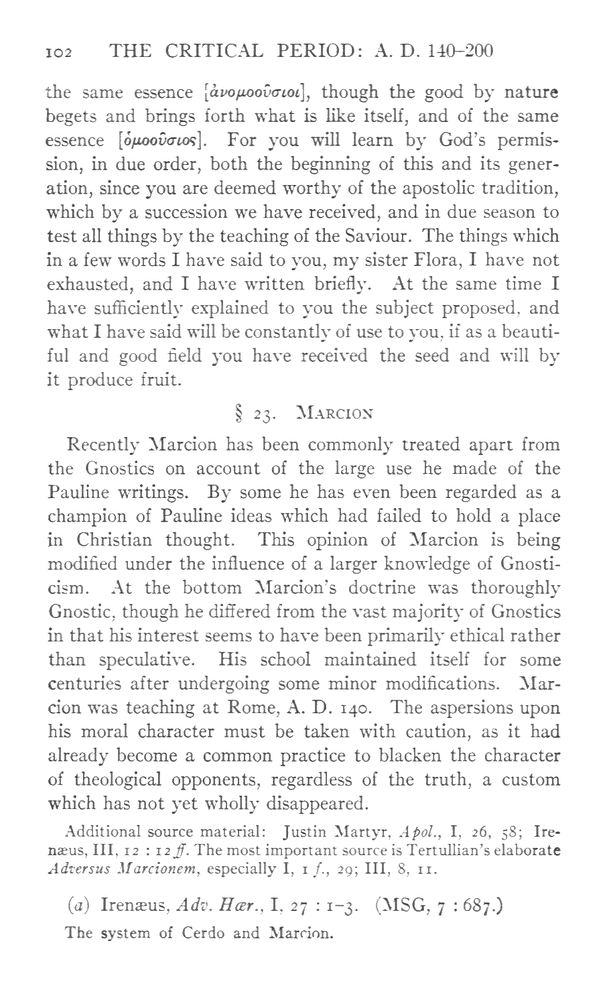 102 THE CRITICAL PERIOD: A. D. 140–200
the same essence [ἀνομοούσιοι], though the good by nature
begets and brings forth what is like itself, and of the same
essence [ὁμοούσιος]. For you will learn by God's permis-
sion, in due order, both the beginning of this and its gener-
ation, since you are deemed worthy of the apostolic tradition,
which by a succession we have received, and in due season to
test all things by the teaching of the Saviour. The things which
in a few words I have said to you, my sister Flora, I have not
exhausted, and I have written briefly. At the same time I
have sufficiently explained to you the subject proposed, and
what I have said will be constantly of use to you, if as a beauti-
ful and good field you have received the seed and will by
it produce fruit.
§ 23. Marcion
Recently Marcion has been commonly treated apart from
the Gnostics on account of the large use he made of the
Pauline writings. By some he has even been regarded as a
champion of Pauline ideas which had failed to hold a place
in Christian thought. This opinion of Marcion is being
modified under the influence of a larger knowledge of Gnosti-
cism. At the bottom Marcion's doctrine was thoroughly
Gnostic, though he differed from the vast majority of Gnostics
in that his interest seems to have been primarily ethical rather
than speculative. His school maintained itself for some
centuries after undergoing some minor modifications. Mar-
cion was teaching at Rome, A. D. 140. The aspersions upon
his moral character must be taken with caution, as it had
already become a common practice to blacken the character
of theological opponents, regardless of the truth, a custom
which has not yet wholly disappeared.
Additional source material: Justin Martyr, Apol., I, 26, 58; Ire-
næus, III, 12 : 12 ff. The most important source is Tertullian's elaborate
Adversus Marcionem, especially I, 1 f., 29; III, 8, 11.
(a) Irenæus, Adv. Hær., I, 27 : 1–3. (MSG, 7 : 687.)
The system of Cerdo and Marcion.